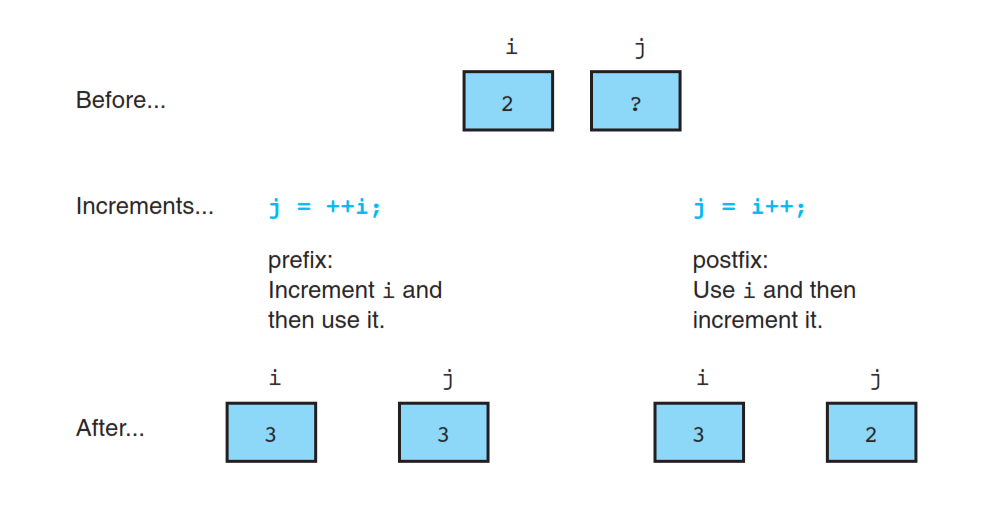 i j
Before... 2 ?
Increments... j = ++i; j = i++;
prefix: postfix:
Increment i and Use i and then
then use it. increment it.
i j i j
After... 3 3 3 2